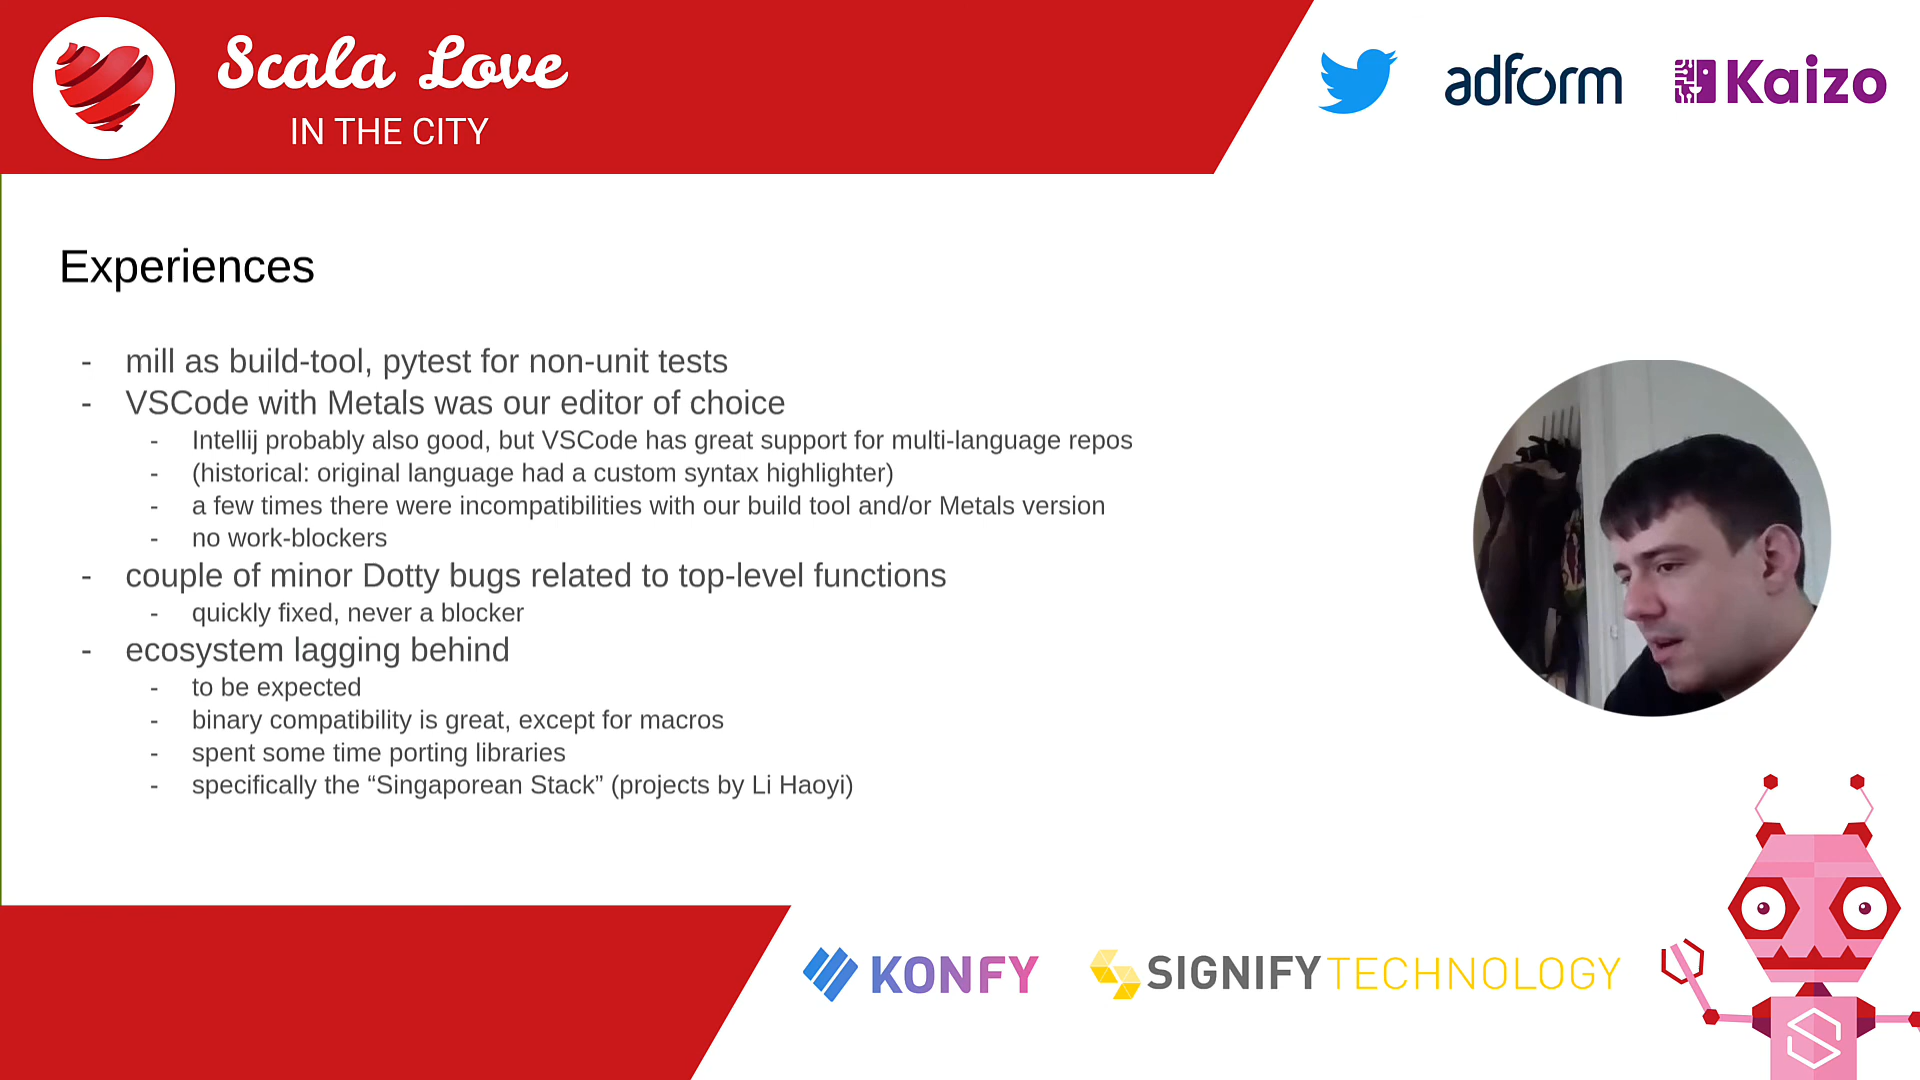 Scala Love
IN THE CITY
adform
Kaizo
Experiences
- mill as build-tool, pytest for non-unit tests
- VSCode with Metals was our editor of choice
- Intellij probably also good, but VSCode has great support for multi-language repos
- (historical: original language had a custom syntax highlighter)
- a few times there were incompatibilities with our build tool and/or Metals version
- no work-blockers
- couple of minor Dotty bugs related to top-level functions
- quickly fixed, never a blocker
- ecosystem lagging behind
- to be expected
- binary compatibility is great, except for macros
- spent some time porting libraries
- specifically the “Singaporean Stack” (projects by Li Haoyi)
KONFY
SIGNIFY TECHNOLOGY